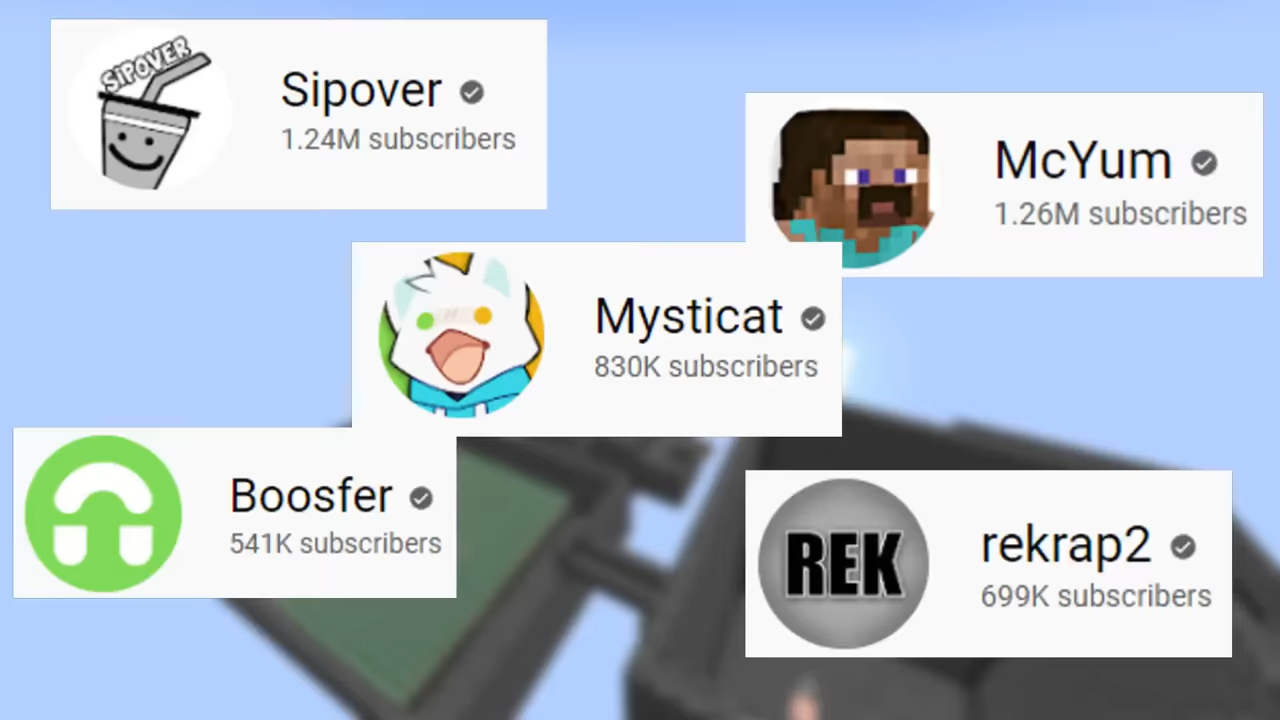 SIPOVER
Sipover
1.24M subscribers
McYum
1.26M subscribers
Mysticat
830K subscribers
Boosfer
541K subscribers
REK
rekrap2
699K subscribers